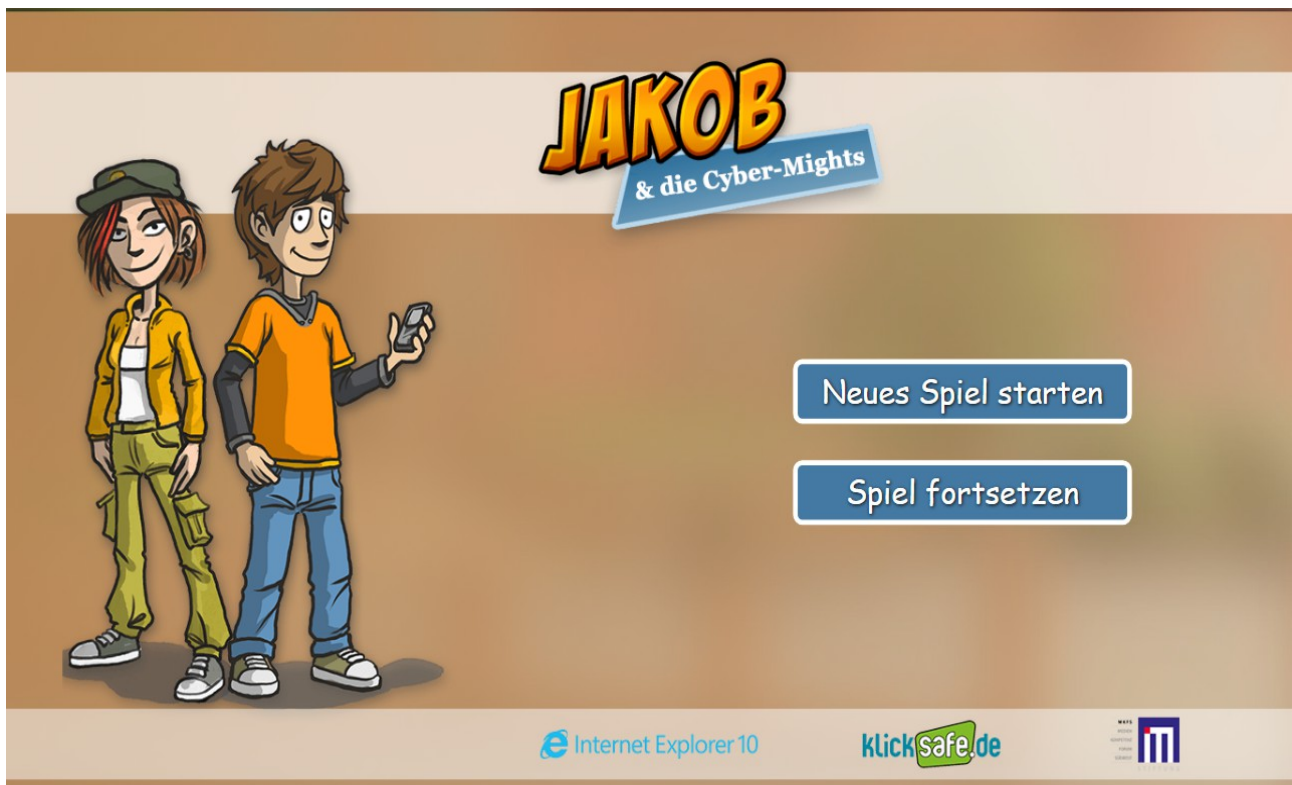 JAKOB
& die Cyber-Mights
Neues Spiel starten
Spiel fortsetzen
Internet Explorer 10
klicksafe.de